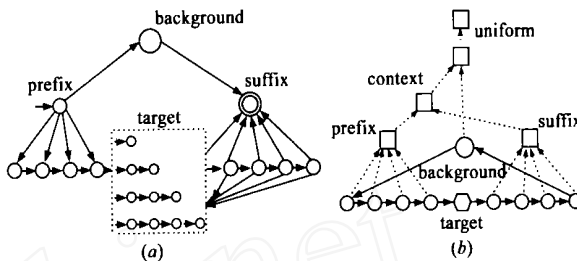 background
prefix
suffix
target
(a)
uniform
context
prefix
suffix
background
target
(b)